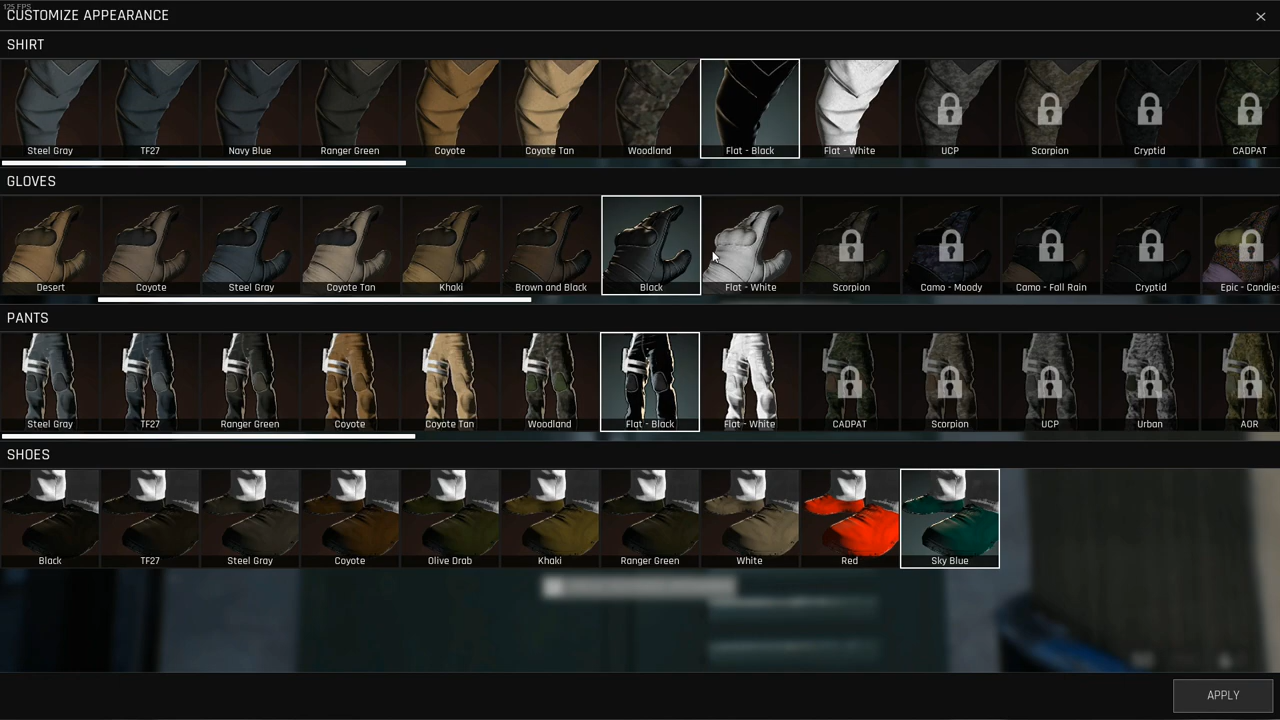 125 FPS
CUSTOMIZE APPEARANCE
SHIRT
Steel Gray TF27 Navy Blue Ranger Green Coyote Coyote Tan Woodland Flat - Black Flat - White UCP Scorpion Cryptid CADPAT
GLOVES
Desert Coyote Steel Gray Coyote Tan Khaki Brown and Black Black Flat - White Scorpion Camo - Moody Camo - Fall Rain Cryptid Epic - Candies
PANTS
Steel Gray TF27 Ranger Green Coyote Coyote Tan Woodland Flat - Black Flat - White CADPAT Scorpion UCP Urban AOR
SHOES
Black TF27 Steel Gray Coyote Olive Drab Khaki Ranger Green White Red Sky Blue
APPLY